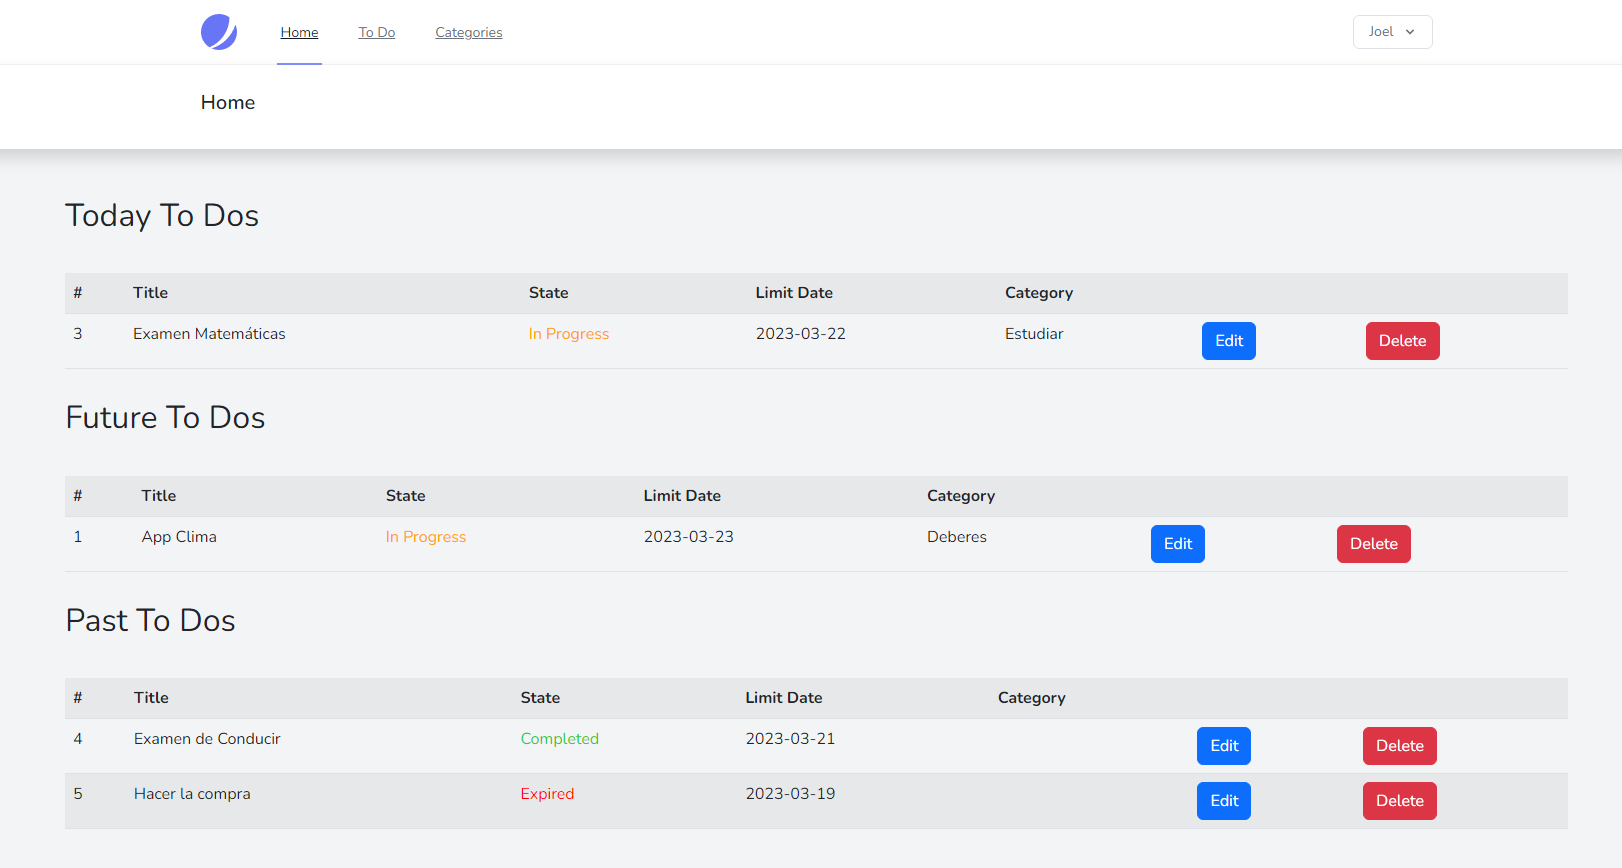 Home To Do Categories Joel
Home
Today To Dos
# Title State Limit Date Category
3 Examen Matemáticas In Progress 2023-03-22 Estudiar Edit Delete
Future To Dos
# Title State Limit Date Category
1 App Clima In Progress 2023-03-23 Deberes Edit Delete
Past To Dos
# Title State Limit Date Category
4 Examen de Conducir Completed 2023-03-21 Edit Delete
5 Hacer la compra Expired 2023-03-19 Edit Delete